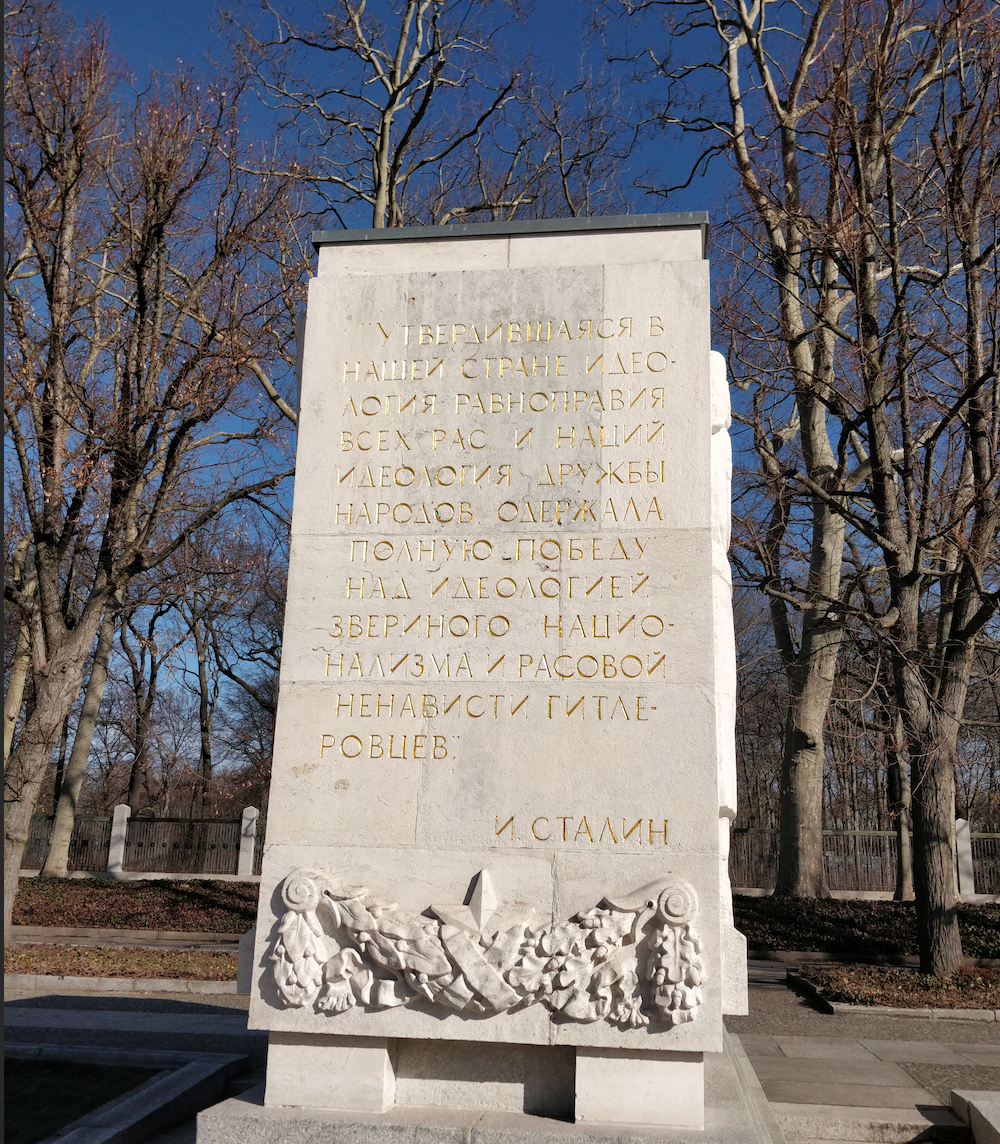 "УТВЕРДИВШАЯСЯ В
НАШЕЙ СТРАНЕ ИДЕО-
ЛОГИЯ РАВНОПРАВИЯ
ВСЕХ РАС И НАЦИЙ
ИДЕОЛОГИЯ ДРУЖБЫ
НАРОДОВ ОДЕРЖАЛА
ПОЛНУЮ ПОБЕДУ
НАД ИДЕОЛОГИЕЙ
ЗВЕРИНОГО НАЦИО-
НАЛИЗМА И РАСОВОЙ
НЕНАВИСТИ ГИТЛЕ-
РОВЦЕВ."
И. СТАЛИН